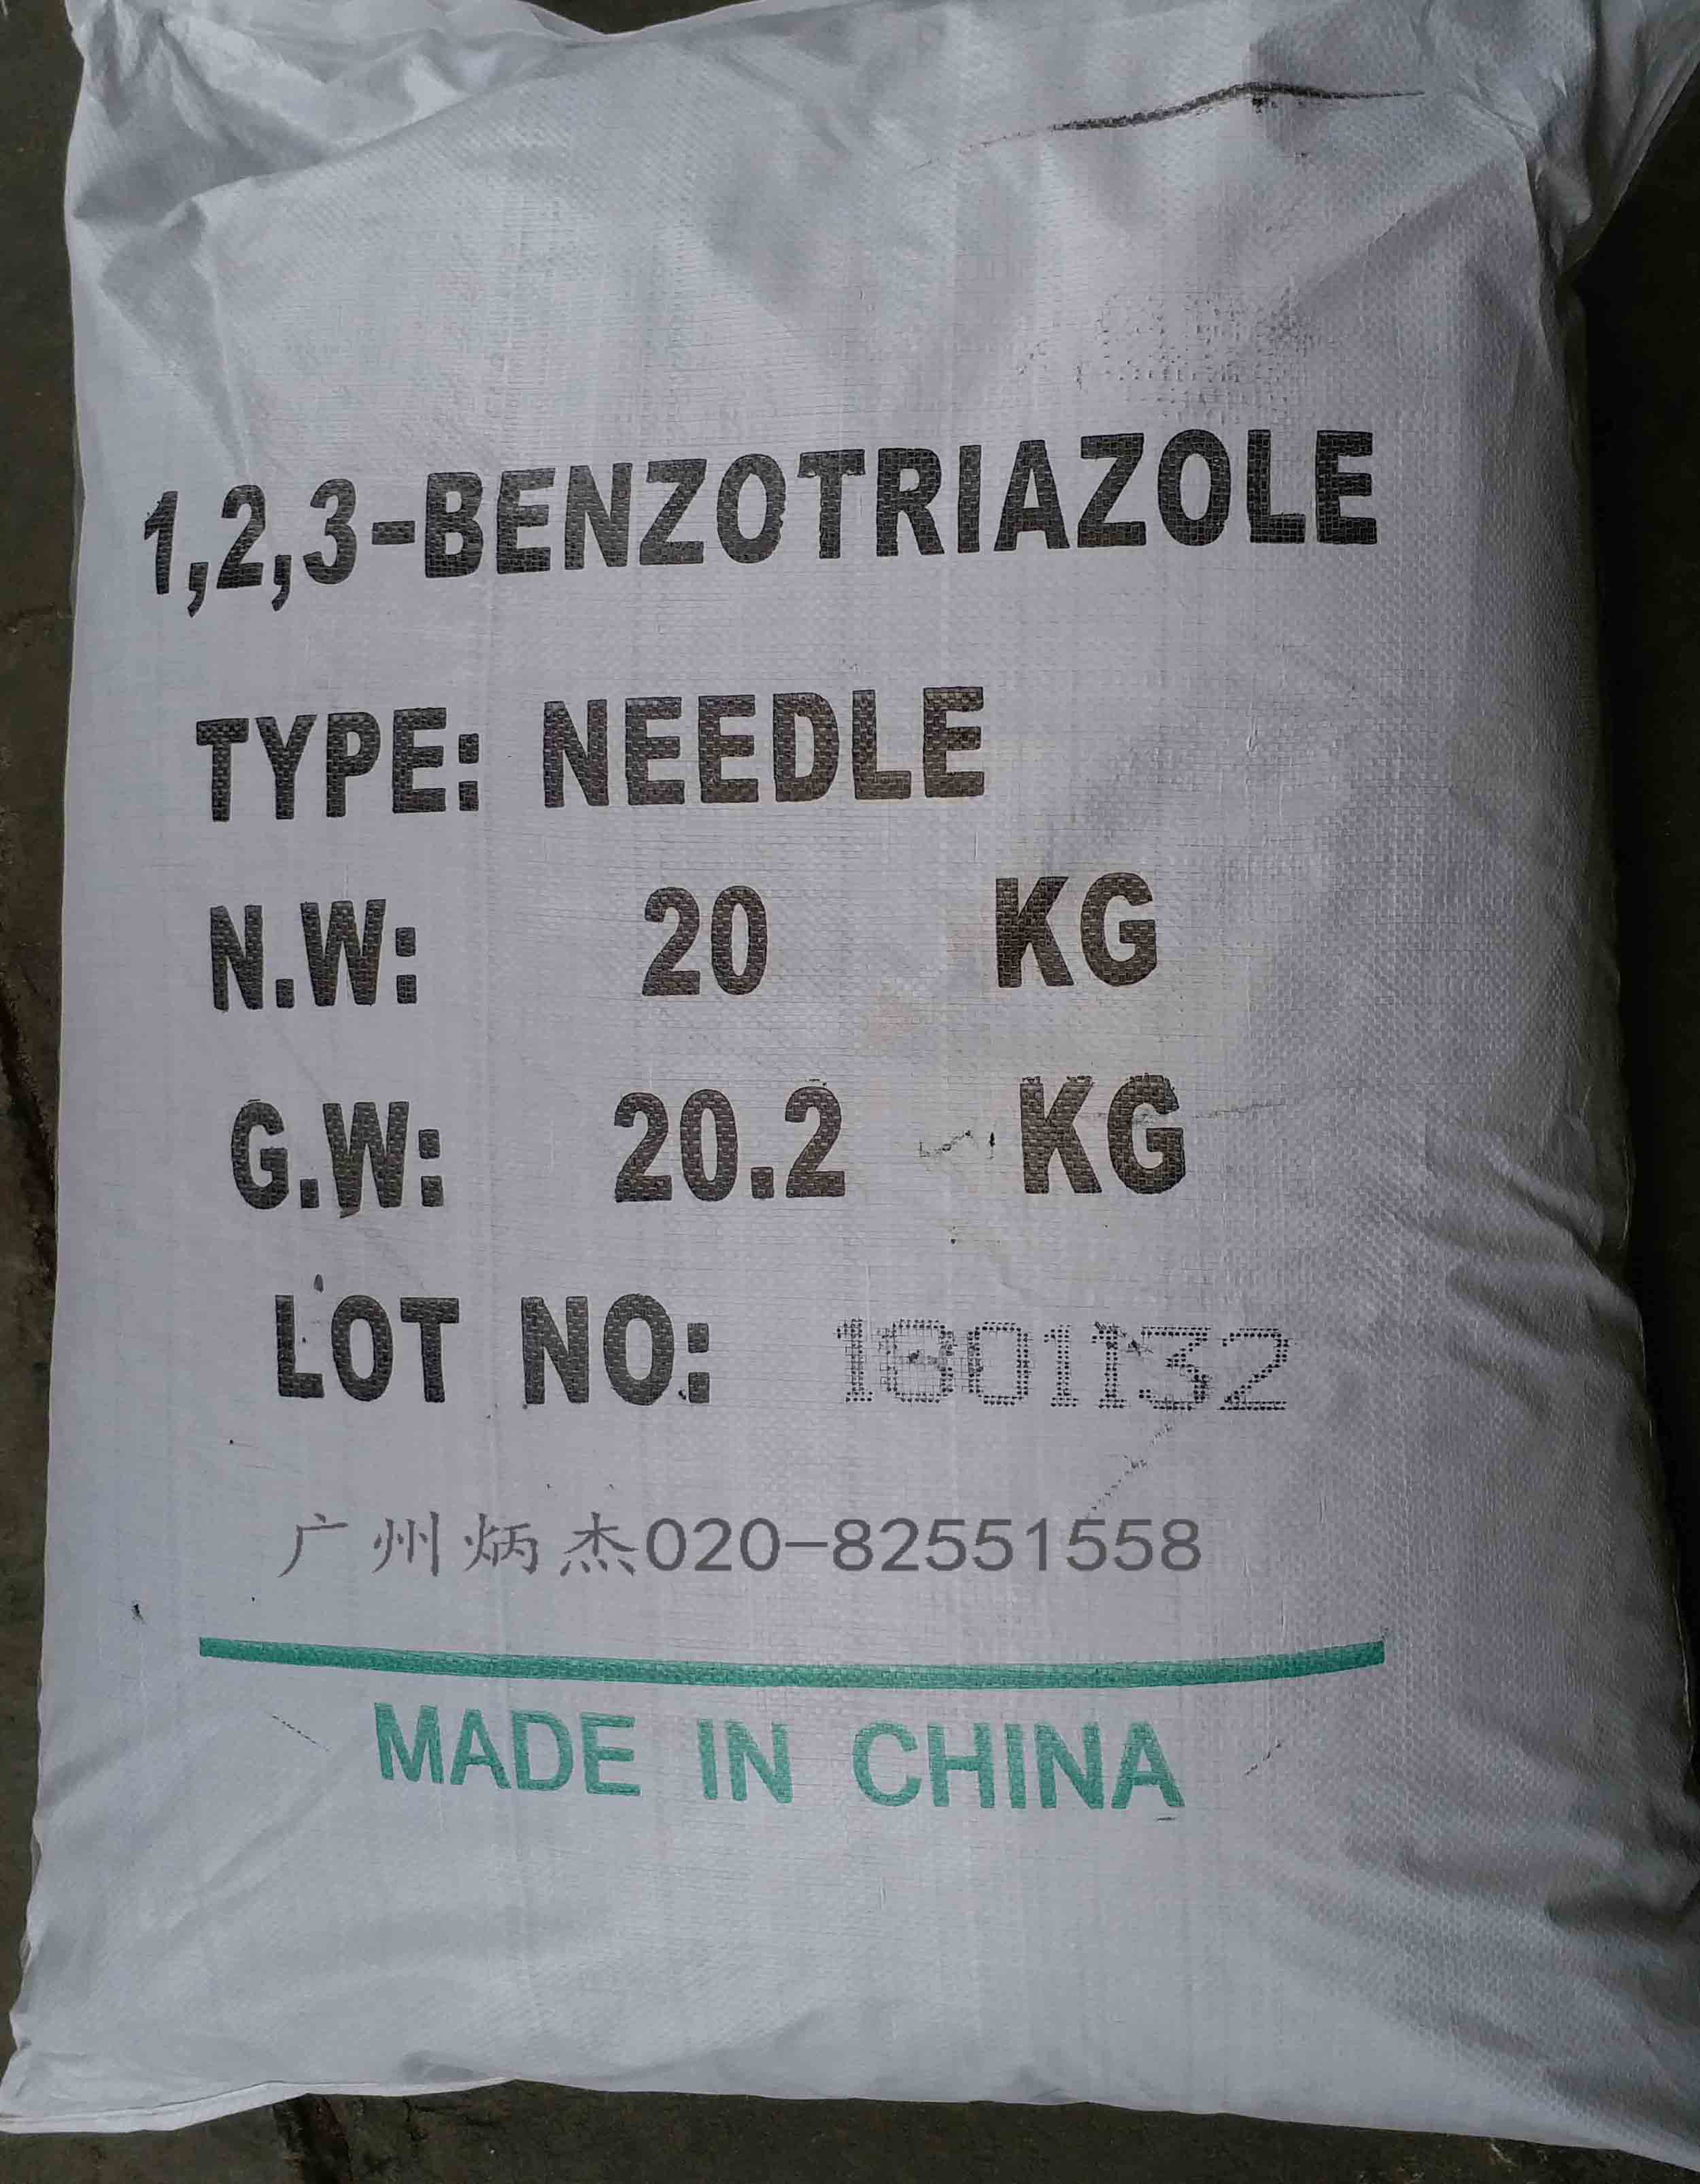 1,2,3-BENZOTRIAZOLE
TYPE: NEEDLE
N.W: 20 KG
G.W: 20.2 KG
LOT NO: 1801132
广州炳杰020-82551558
MADE IN CHINA